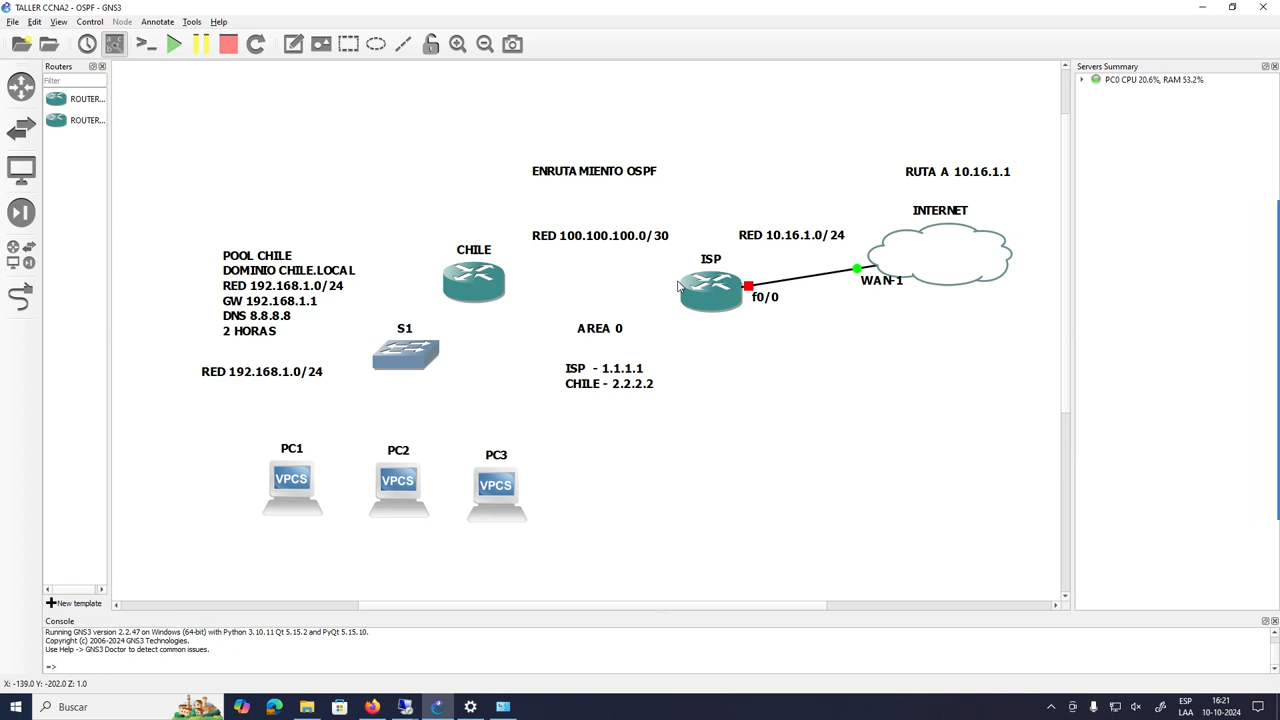 TALLER CCNA2 - OSPF - GNS3
File Edit View Control Node Annotate Tools Help
Routers
Servers Summary
Filter
PC0 CPU 20.6%, RAM 53.2%
ROUTER...
ROUTER...
ENRUTA MIENTO OSPF
RUTA A 10.16.1.1
INTERNET
RED 100.100.100.0/30
RED 10.16.1.0/24
CHILE
ISP
POOL CHILE
DOMINIO CHILE.LOCAL
RED 192.168.1.0/24
GW 192.168.1.1
DNS 8.8.8.8
2 HORAS
WAN-1
f0/0
S1
AREA 0
RED 192.168.1.0/24
ISP - 1.1.1.1
CHILE - 2.2.2.2
PC1
PC2
PC3
VPCS
VPCS
VPCS
New template
Console
Running GNS3 version 2.2.47 on Windows (64-bit) with Python 3.10.11 Qt 5.15.2 and PyQt 5.15.10.
Copyright (c) 2006-2024 GNS3 Technologies.
Use Help -> GNS3 Doctor to detect common issues.
=>
X: -139.0 Y: -202.0 Z: 1.0
Buscar
ESP
LAA
16:21
10-10-2024